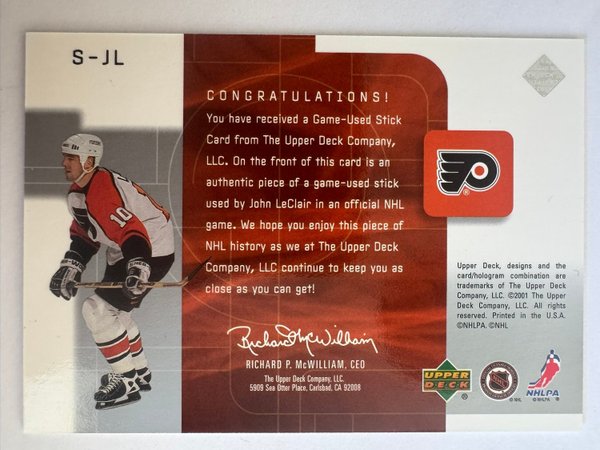 S-JL
CONGRATULATIONS!
You have received a Game-Used Stick
Card from The Upper Deck Company,
LLC. On the front of this card is an
authentic piece of a game-used stick
used by John LeClair in an official NHL
game. We hope you enjoy this piece of
NHL history as we at The Upper Deck
Company, LLC continue to keep you as
close as you can get!
Richard P. McWilliam
RICHARD P. McWILLIAM, CEO
The Upper Deck Company, LLC.
5909 Sea Otter Place, Carlsbad, CA 92008
10
®
Upper Deck, designs and the
card/hologram combination are
trademarks of The Upper Deck
Company, LLC. ©2001 The Upper
Deck Company, LLC. All rights
reserved. Printed in the U.S.A.
©NHLPA. ©NHL
UPPER
DECK
®
© NHL
NHLPA
© NHLPA